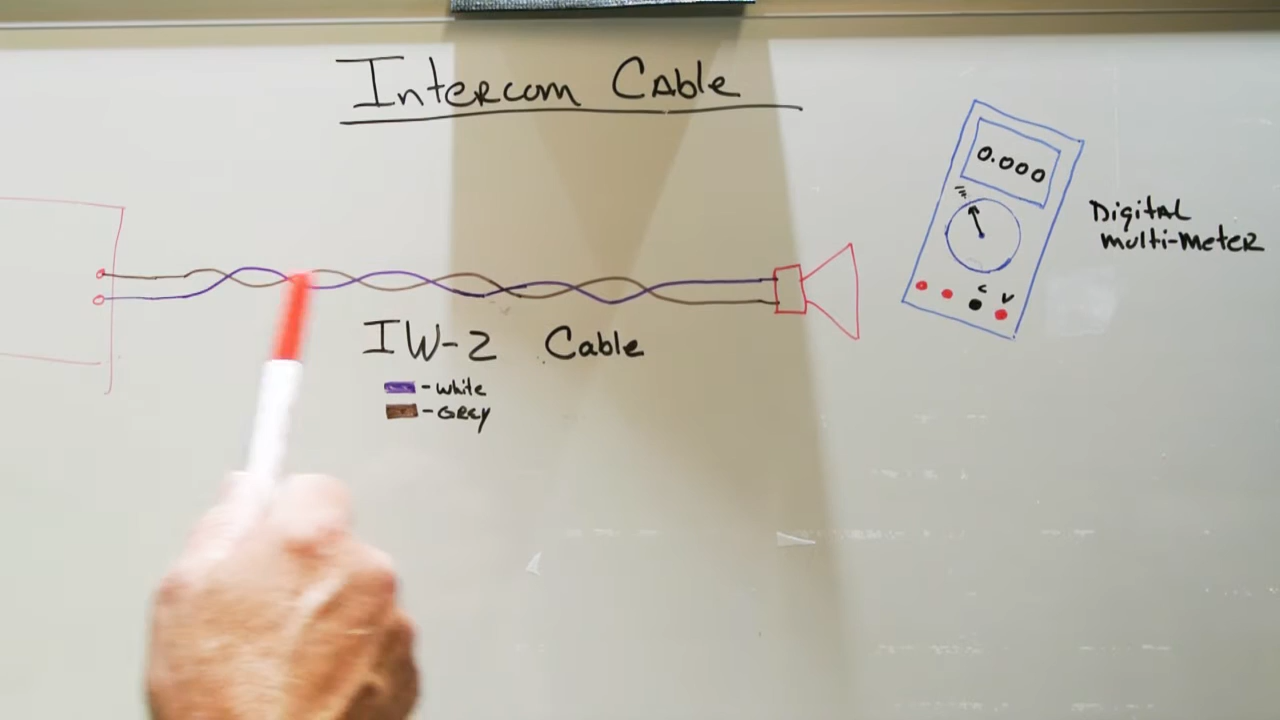 Intercom Cable
0.000
Digital
multi-meter
C V
IW-2 Cable
- White
- Grey